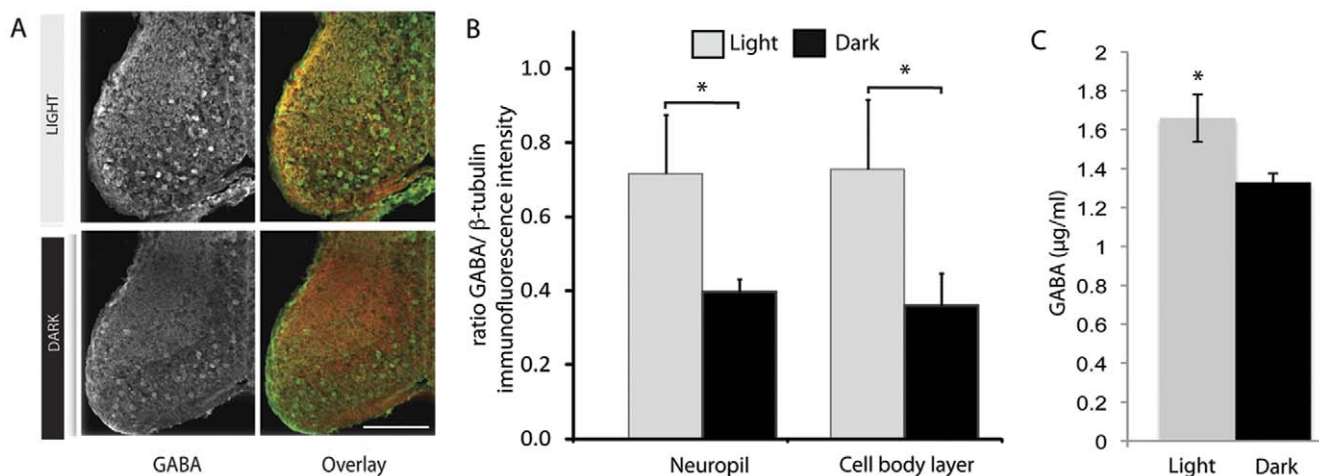 A
LIGHT
DARK
GABA
Overlay
B
Light
Dark
ratio GABA/ β-tubulin
immunofluorescence intensity
1.0
0.8
0.6
0.4
0.2
0.0
*
*
Neuropil
Cell body layer
C
GABA (µg/ml)
2
1.8
1.6
1.4
1.2
1
0.8
0.6
0.4
0.2
0
*
Light
Dark